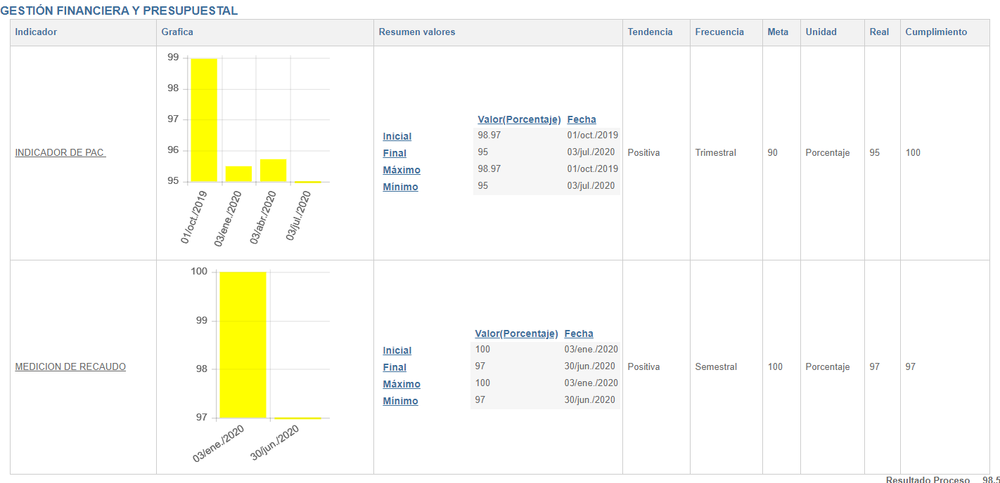 GESTIÓN FINANCIERA Y PRESUPUESTAL
Indicador Grafica Resumen valores Tendencia Frecuencia Meta Unidad Real Cumplimiento
INDICADOR DE PAC
99
98
97
96
95
01/oct./2019
03/ene./2020
03/abr./2020
03/jul./2020
Valor(Porcentaje) Fecha
Inicial 98.97 01/oct./2019
Final 95 03/jul./2020
Máximo 98.97 01/oct./2019
Mínimo 95 03/jul./2020
Positiva Trimestral 90 Porcentaje 95 100
MEDICION DE RECAUDO
100
99
98
97
03/ene./2020
30/jun./2020
Valor(Porcentaje) Fecha
Inicial 100 03/ene./2020
Final 97 30/jun./2020
Máximo 100 03/ene./2020
Mínimo 97 30/jun./2020
Positiva Semestral 100 Porcentaje 97 97
Resultado Proceso 98.5